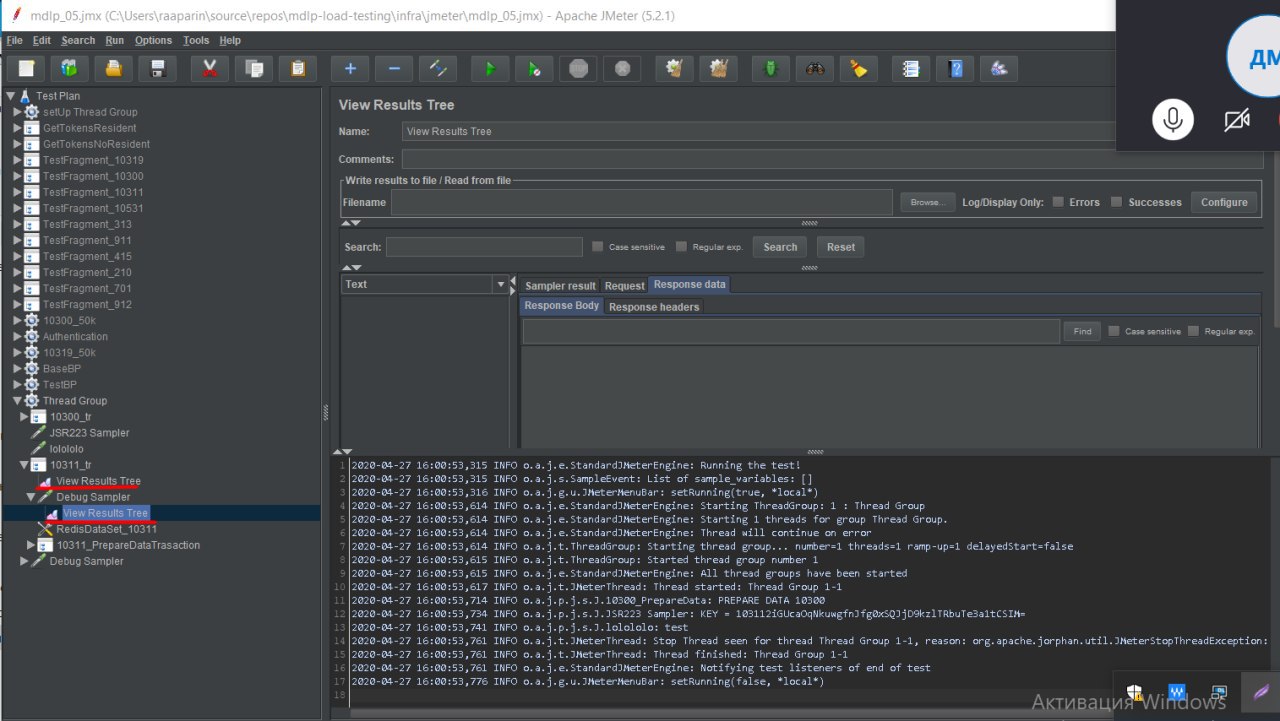 mdlp_05.jmx (C:\Users\raaparin\source\repos\mdlp-load-testing\infra\jmeter\mdlp_05.jmx) - Apache JMeter (5.2.1)
File Edit Search Run Options Tools Help
ДМ
Test Plan
setUp Thread Group
GetTokensResident
GetTokensNoResident
TestFragment_10319
TestFragment_10300
TestFragment_10311
TestFragment_10531
TestFragment_313
TestFragment_911
TestFragment_415
TestFragment_210
TestFragment_701
TestFragment_912
10300_50k
Authentication
10319_50k
BaseBP
TestBP
Thread Group
10300_tr
JSR223 Sampler
lolololo
10311_tr
View Results Tree
Debug Sampler
View Results Tree
RedisDataSet_10311
10311_PrepareDataTrasaction
Debug Sampler
View Results Tree
Name: View Results Tree
Comments:
Write results to file / Read from file
Filename Browse... Log/Display Only: Errors Successes Configure
Search: Case sensitive Regular exp. Search Reset
Text
Sampler result Request Response data
Response Body Response headers
Find Case sensitive Regular exp.
1 2020-04-27 16:00:53,315 INFO o.a.j.e.StandardJMeterEngine: Running the test!
2 2020-04-27 16:00:53,315 INFO o.a.j.s.SampleEvent: List of sample_variables: []
3 2020-04-27 16:00:53,316 INFO o.a.j.g.u.JMeterMenuBar: setRunning(true, *local*)
4 2020-04-27 16:00:53,614 INFO o.a.j.e.StandardJMeterEngine: Starting ThreadGroup: 1 : Thread Group
5 2020-04-27 16:00:53,614 INFO o.a.j.e.StandardJMeterEngine: Starting 1 threads for group Thread Group.
6 2020-04-27 16:00:53,614 INFO o.a.j.e.StandardJMeterEngine: Thread will continue on error
7 2020-04-27 16:00:53,614 INFO o.a.j.t.ThreadGroup: Starting thread group... number=1 threads=1 ramp-up=1 delayedStart=false
8 2020-04-27 16:00:53,615 INFO o.a.j.t.ThreadGroup: Started thread group number 1
9 2020-04-27 16:00:53,615 INFO o.a.j.e.StandardJMeterEngine: All thread groups have been started
10 2020-04-27 16:00:53,617 INFO o.a.j.t.JMeterThread: Thread started: Thread Group 1-1
11 2020-04-27 16:00:53,714 INFO o.a.j.p.j.s.J.10300_PrepareData: PREPARE DATA 10300
12 2020-04-27 16:00:53,734 INFO o.a.j.p.j.s.J.JSR223 Sampler: KEY = 103112iGUcaOqNkuwgfnJfg0xSQJjD9kzlTRbuTe3a1tCSIM=
13 2020-04-27 16:00:53,741 INFO o.a.j.p.j.s.J.lolololo: test
14 2020-04-27 16:00:53,761 INFO o.a.j.t.JMeterThread: Stop Thread seen for thread Thread Group 1-1, reason: org.apache.jorphan.util.JMeterStopThreadException:
15 2020-04-27 16:00:53,761 INFO o.a.j.t.JMeterThread: Thread finished: Thread Group 1-1
16 2020-04-27 16:00:53,761 INFO o.a.j.e.StandardJMeterEngine: Notifying test listeners of end of test
17 2020-04-27 16:00:53,776 INFO o.a.j.g.u.JMeterMenuBar: setRunning(false, *local*)
18
Активация Windows